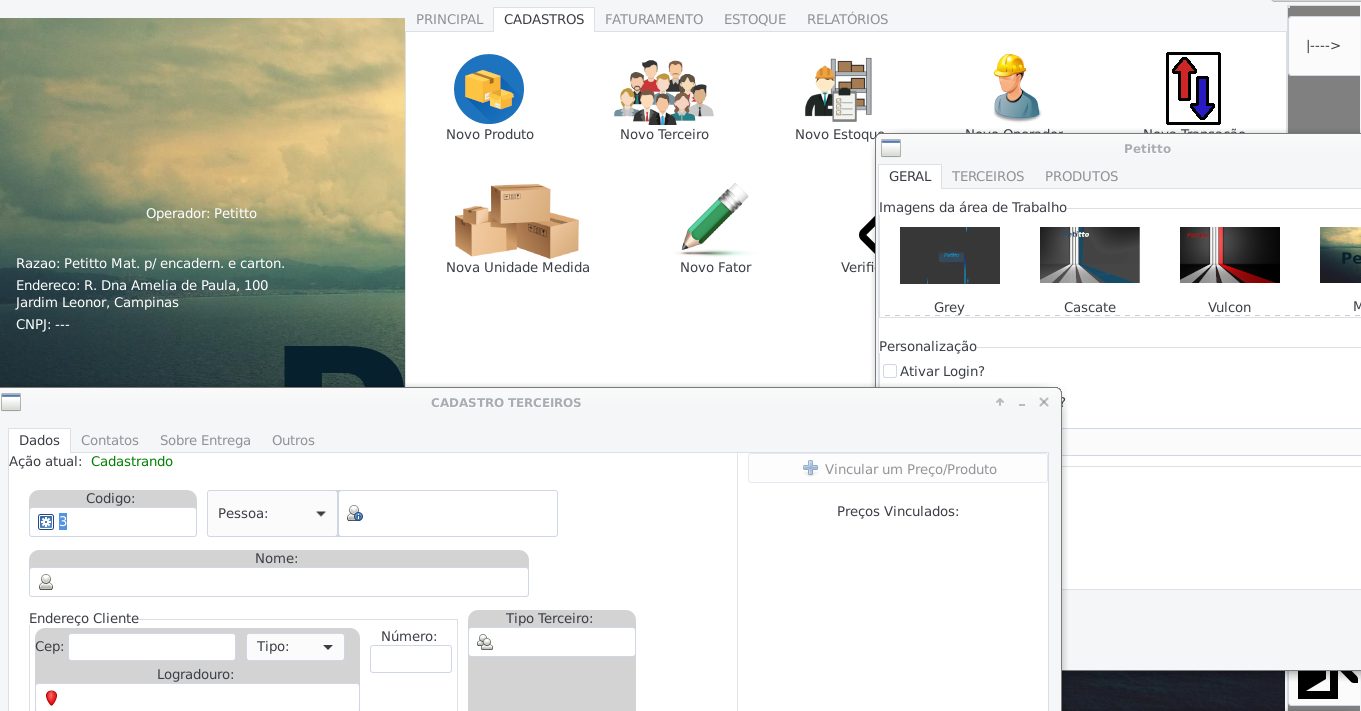 PRINCIPAL CADASTROS FATURAMENTO ESTOQUE RELATÓRIOS
|---->
Novo Produto Novo Terceiro Novo Estoque Novo Operador Nova Transação
Operador: Petitto
Razao: Petitto Mat. p/ encadern. e carton.
Endereco: R. Dna Amelia de Paula, 100
Jardim Leonor, Campinas
CNPJ: ---
Nova Unidade Medida Novo Fator Verifi
Petitto
GERAL TERCEIROS PRODUTOS
Imagens da área de Trabalho
Grey Cascate Vulcon M
Personalização
Ativar Login?
?
CADASTRO TERCEIROS
Dados Contatos Sobre Entrega Outros
Ação atual: Cadastrando
Vincular um Preço/Produto
Codigo:
3
Pessoa:
Preços Vinculados:
Nome:
Endereço Cliente
Tipo Terceiro:
Cep:
Tipo:
Número:
Logradouro: